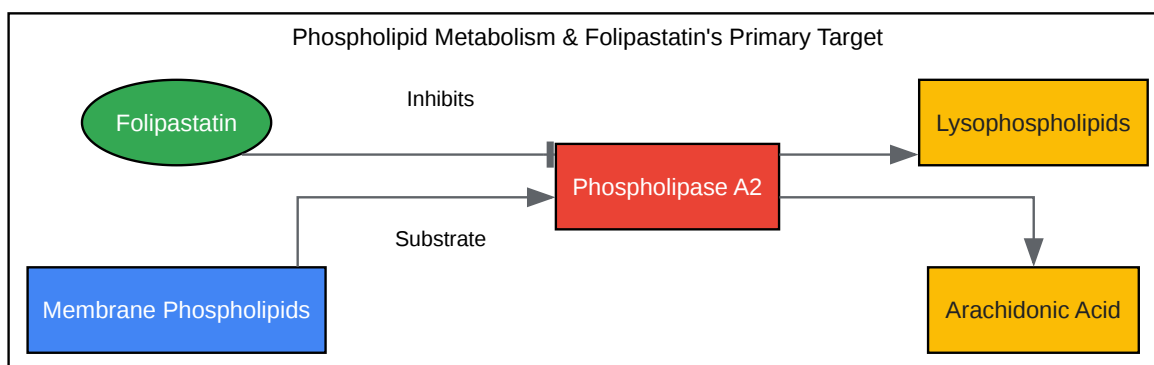 Phospholipid Metabolism & Folipastatin's Primary Target
Inhibits
Folipastatin
Lysophospholipids
Phospholipase A2
Substrate
Membrane Phospholipids
Arachidonic Acid